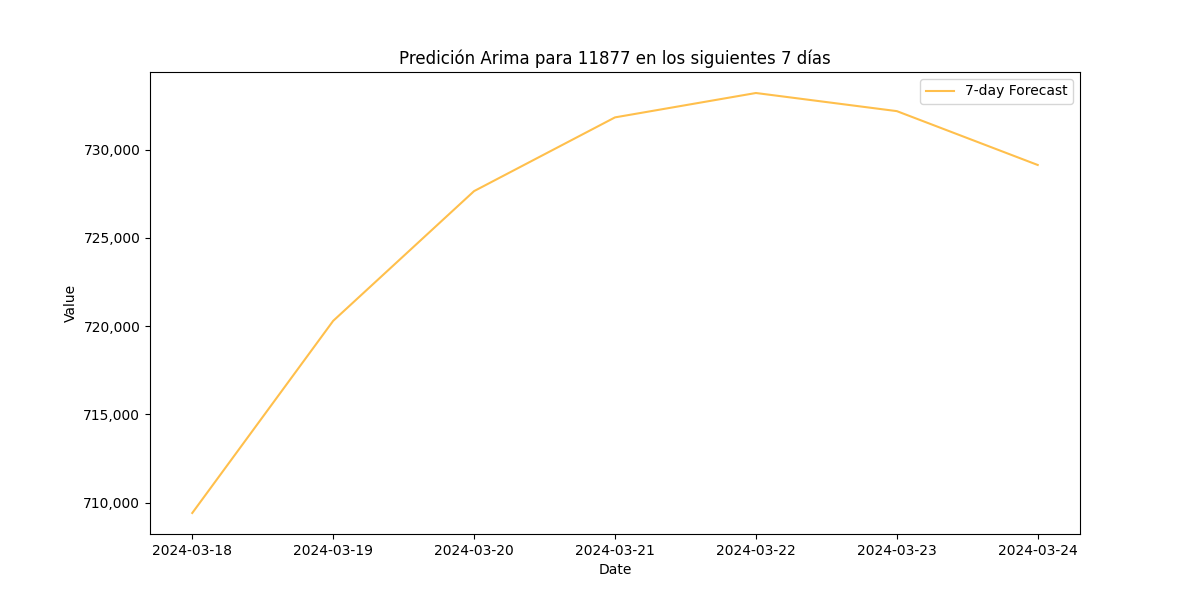 Predición Arima para 11877 en los siguientes 7 días
7-day Forecast
Value
730,000
725,000
720,000
715,000
710,000
2024-03-18 2024-03-19 2024-03-20 2024-03-21 2024-03-22 2024-03-23 2024-03-24
Date